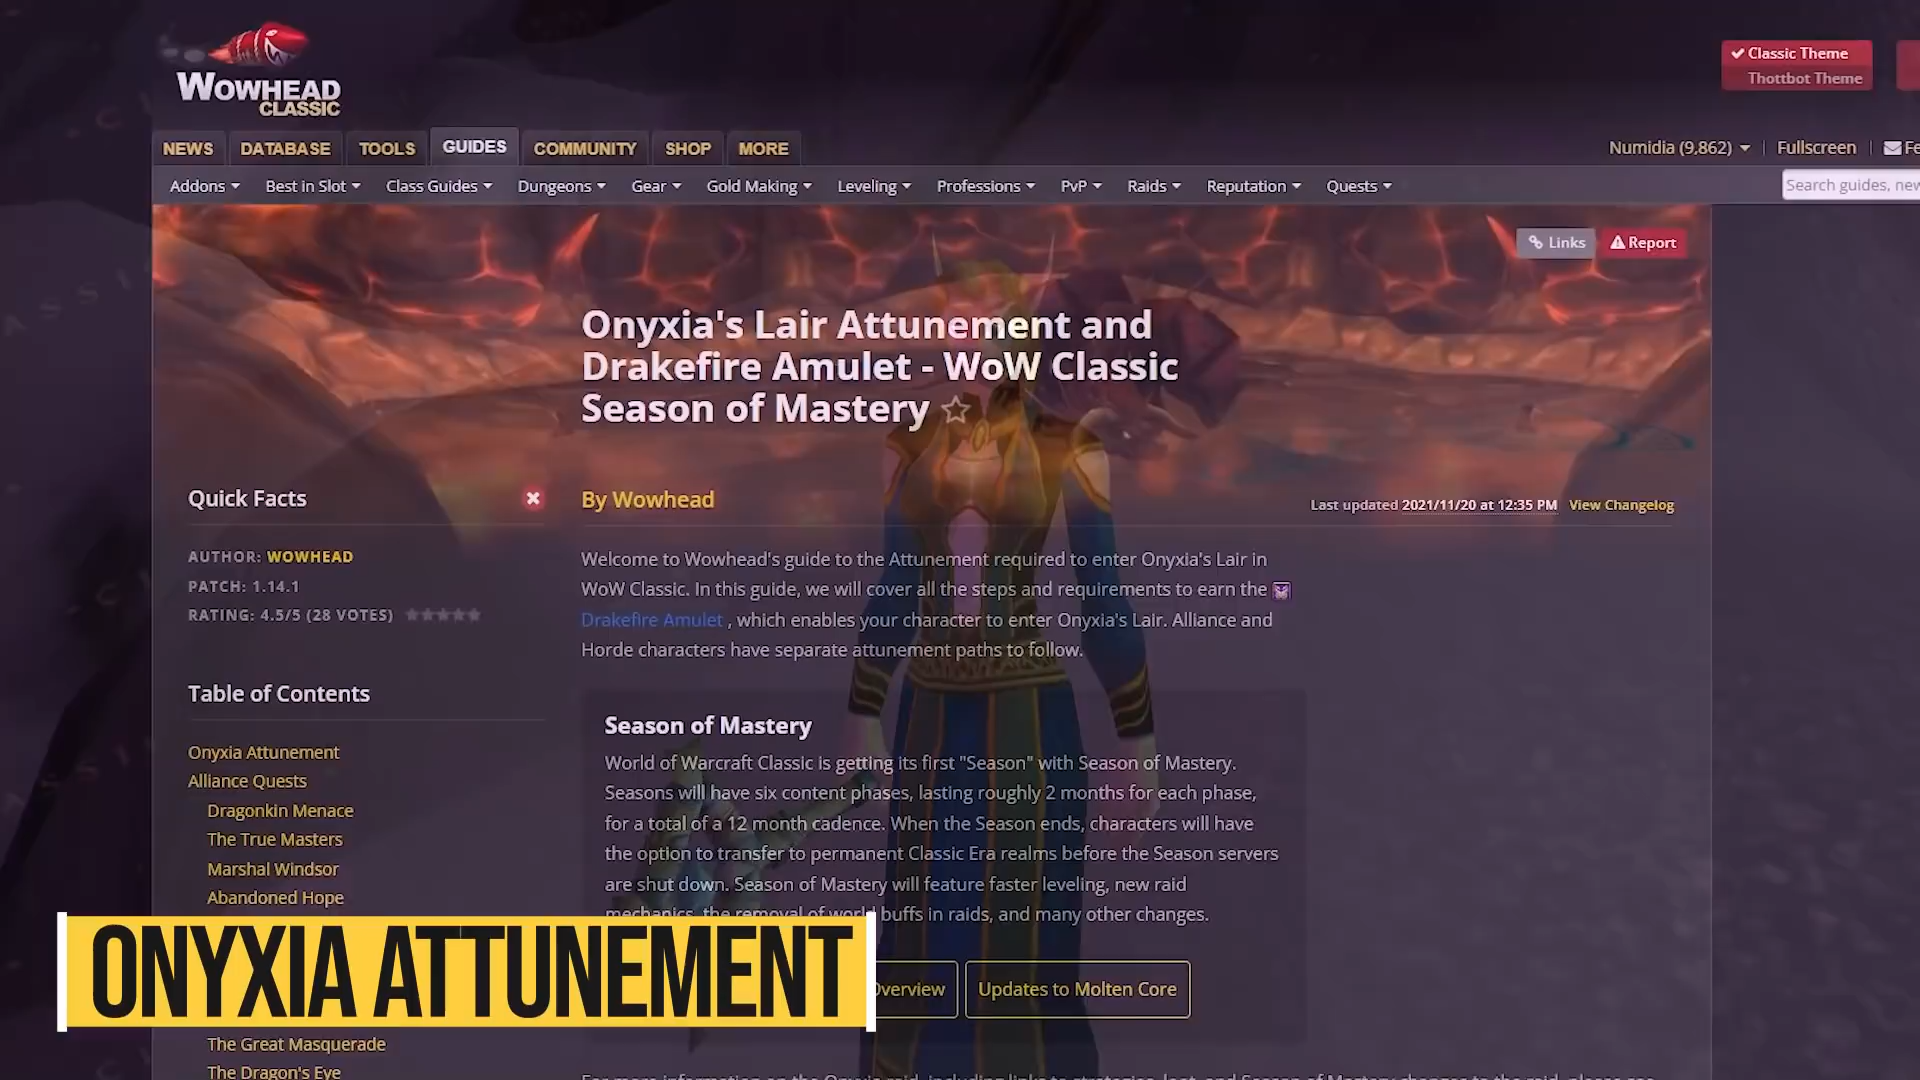 WOWHEAD
CLASSIC
Classic Theme
Thottbot Theme
NEWS DATABASE TOOLS GUIDES COMMUNITY SHOP MORE
Numidia (9,862) Fullscreen Fe
Addons Best in Slot Class Guides Dungeons Gear Gold Making Leveling Professions PvP Raids Reputation Quests
Search guides, new
Links Report
Onyxia's Lair Attunement and
Drakefire Amulet - WoW Classic
Season of Mastery
Quick Facts
By Wowhead
Last updated 2021/11/20 at 12:35 PM View Changelog
AUTHOR: WOWHEAD
PATCH: 1.14.1
RATING: 4.5/5 (28 VOTES)
Welcome to Wowhead's guide to the Attunement required to enter Onyxia's Lair in
WoW Classic. In this guide, we will cover all the steps and requirements to earn the
Drakefire Amulet , which enables your character to enter Onyxia's Lair. Alliance and
Horde characters have separate attunement paths to follow.
Table of Contents
Onyxia Attunement
Alliance Quests
Dragonkin Menace
The True Masters
Marshal Windsor
Abandoned Hope
Season of Mastery
World of Warcraft Classic is getting its first "Season" with Season of Mastery.
Seasons will have six content phases, lasting roughly 2 months for each phase,
for a total of a 12 month cadence. When the Season ends, characters will have
the option to transfer to permanent Classic Era realms before the Season servers
are shut down. Season of Mastery will feature faster leveling, new raid
mechanics, the removal of world buffs in raids, and many other changes.
Overview Updates to Molten Core
ONYXIA ATTUNEMENT
The Great Masquerade
The Dragon's Eye